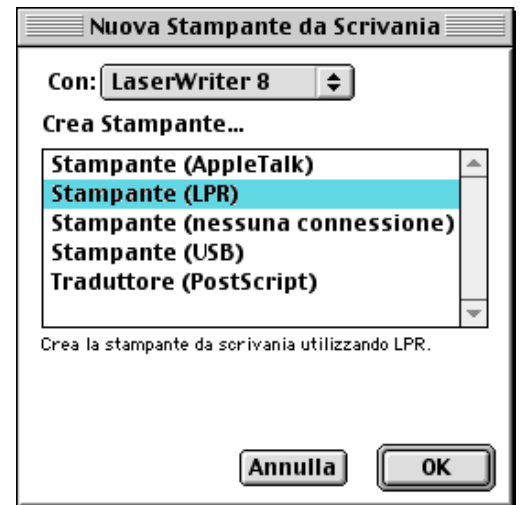 Nuova Stampante da Scrivania
Con: LaserWriter 8
Crea Stampante...
Stampante (AppleTalk)
Stampante (LPR)
Stampante (nessuna connessione)
Stampante (USB)
Traduttore (PostScript)
Crea la stampante da scrivania utilizzando LPR.
Annulla OK